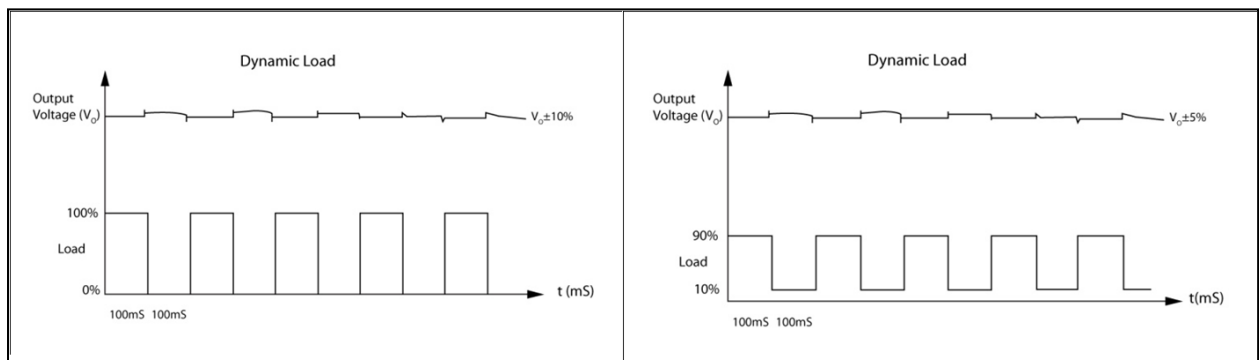 Dynamic Load
Output
Voltage (Vo)
Vo±10%
100%
Load
0%
t (mS)
100mS 100mS
Dynamic Load
Output
Voltage (Vo)
Vo±5%
90%
Load
10%
t(mS)
100mS 100mS